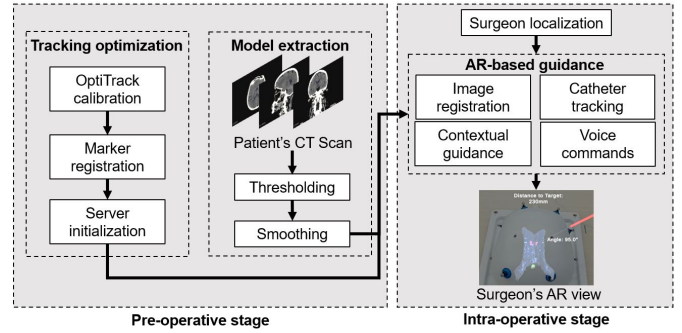 Tracking optimization
OptiTrack
calibration
Marker
registration
Server
initialization
Model extraction
Patient's CT Scan
Thresholding
Smoothing
Pre-operative stage
Surgeon localization
AR-based guidance
Image
registration
Catheter
tracking
Contextual
guidance
Voice
commands
Distance to Target:
230mm
Angle: 95.0°
Surgeon's AR view
Intra-operative stage